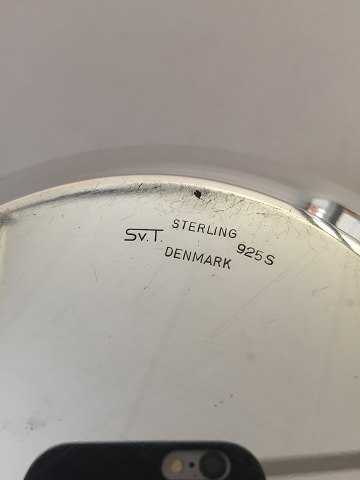 STERLING
Sv.T. 925S
DENMARK